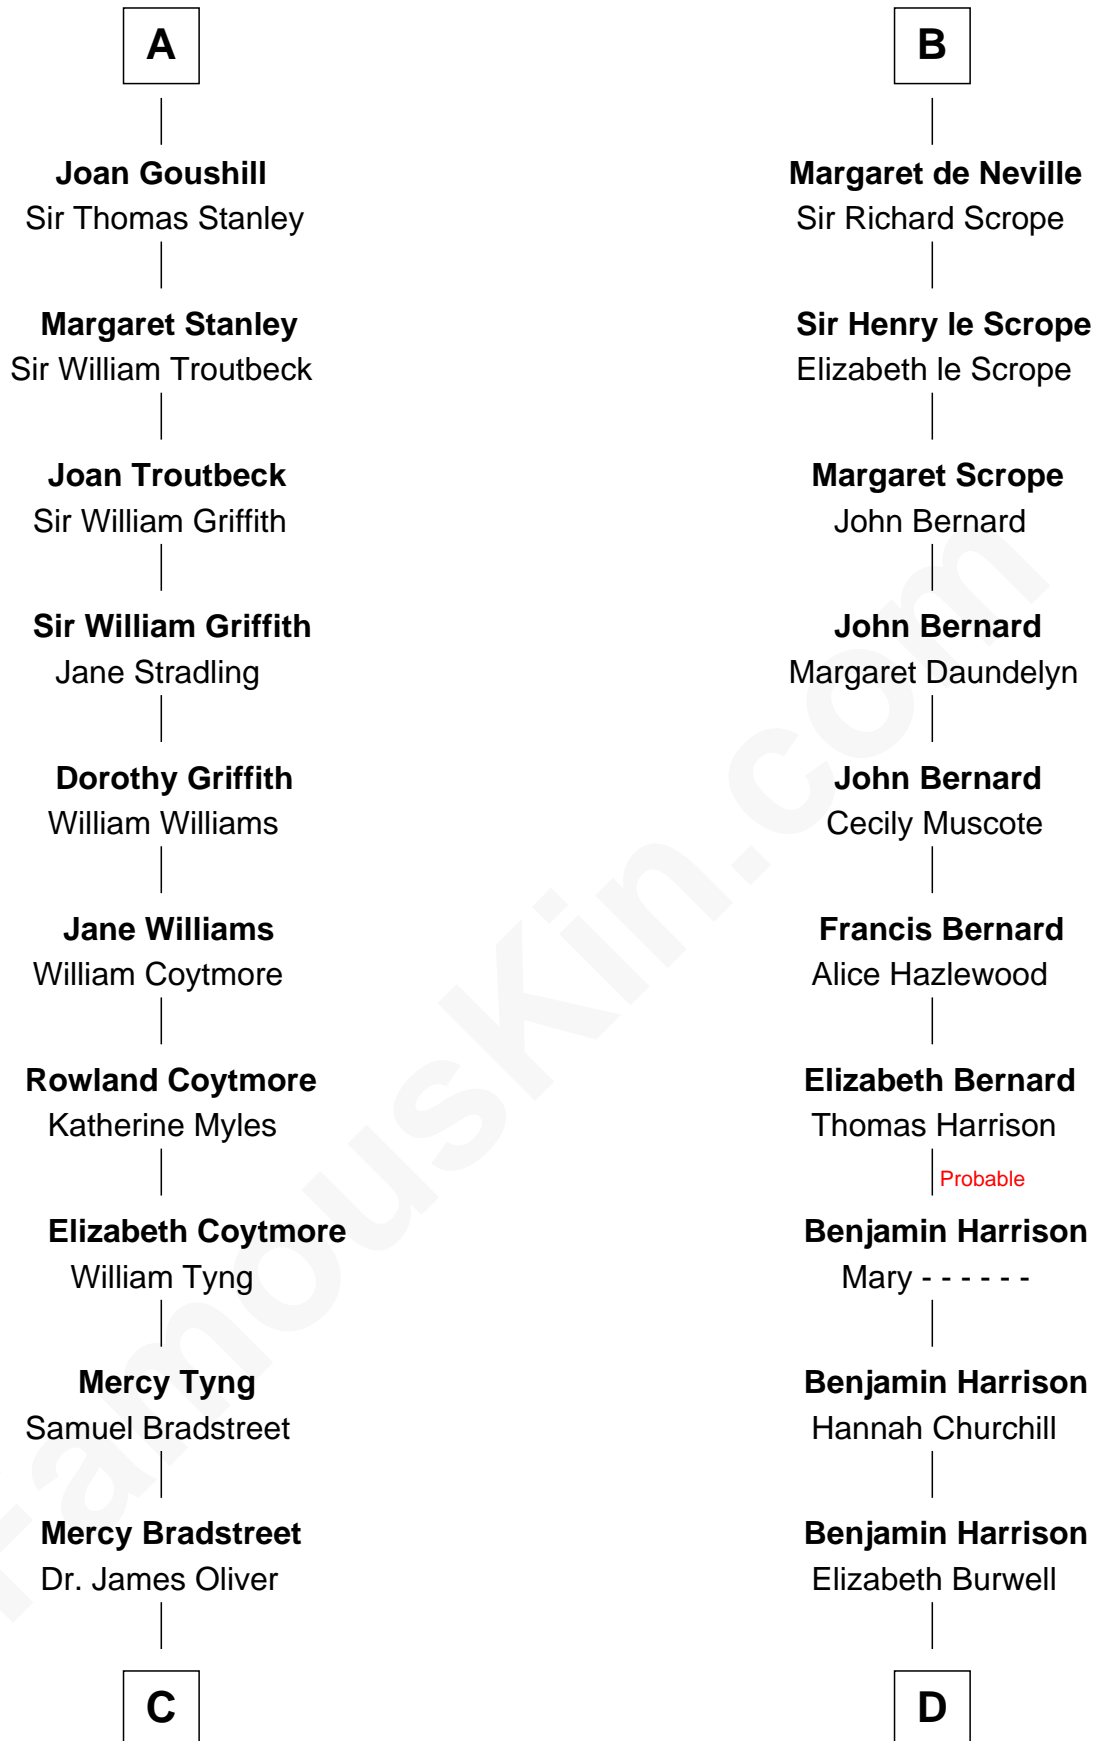 A
Joan Goushill
Sir Thomas Stanley
Margaret Stanley
Sir William Troutbeck
Joan Troutbeck
Sir William Griffith
Sir William Griffith
Jane Stradling
Dorothy Griffith
William Williams
Jane Williams
William Coytmore
Rowland Coytmore
Katherine Myles
Elizabeth Coytmore
William Tyng
Mercy Tyng
Samuel Bradstreet
Mercy Bradstreet
Dr. James Oliver
C
B
Margaret de Neville
Sir Richard Scrope
Sir Henry le Scrope
Elizabeth le Scrope
Margaret Scrope
John Bernard
John Bernard
Margaret Daundelyn
John Bernard
Cecily Muscote
Francis Bernard
Alice Hazlewood
Elizabeth Bernard
Thomas Harrison
Probable
Benjamin Harrison
Mary - - - - - -
Benjamin Harrison
Hannah Churchill
Benjamin Harrison
Elizabeth Burwell
D
FamousKin.com